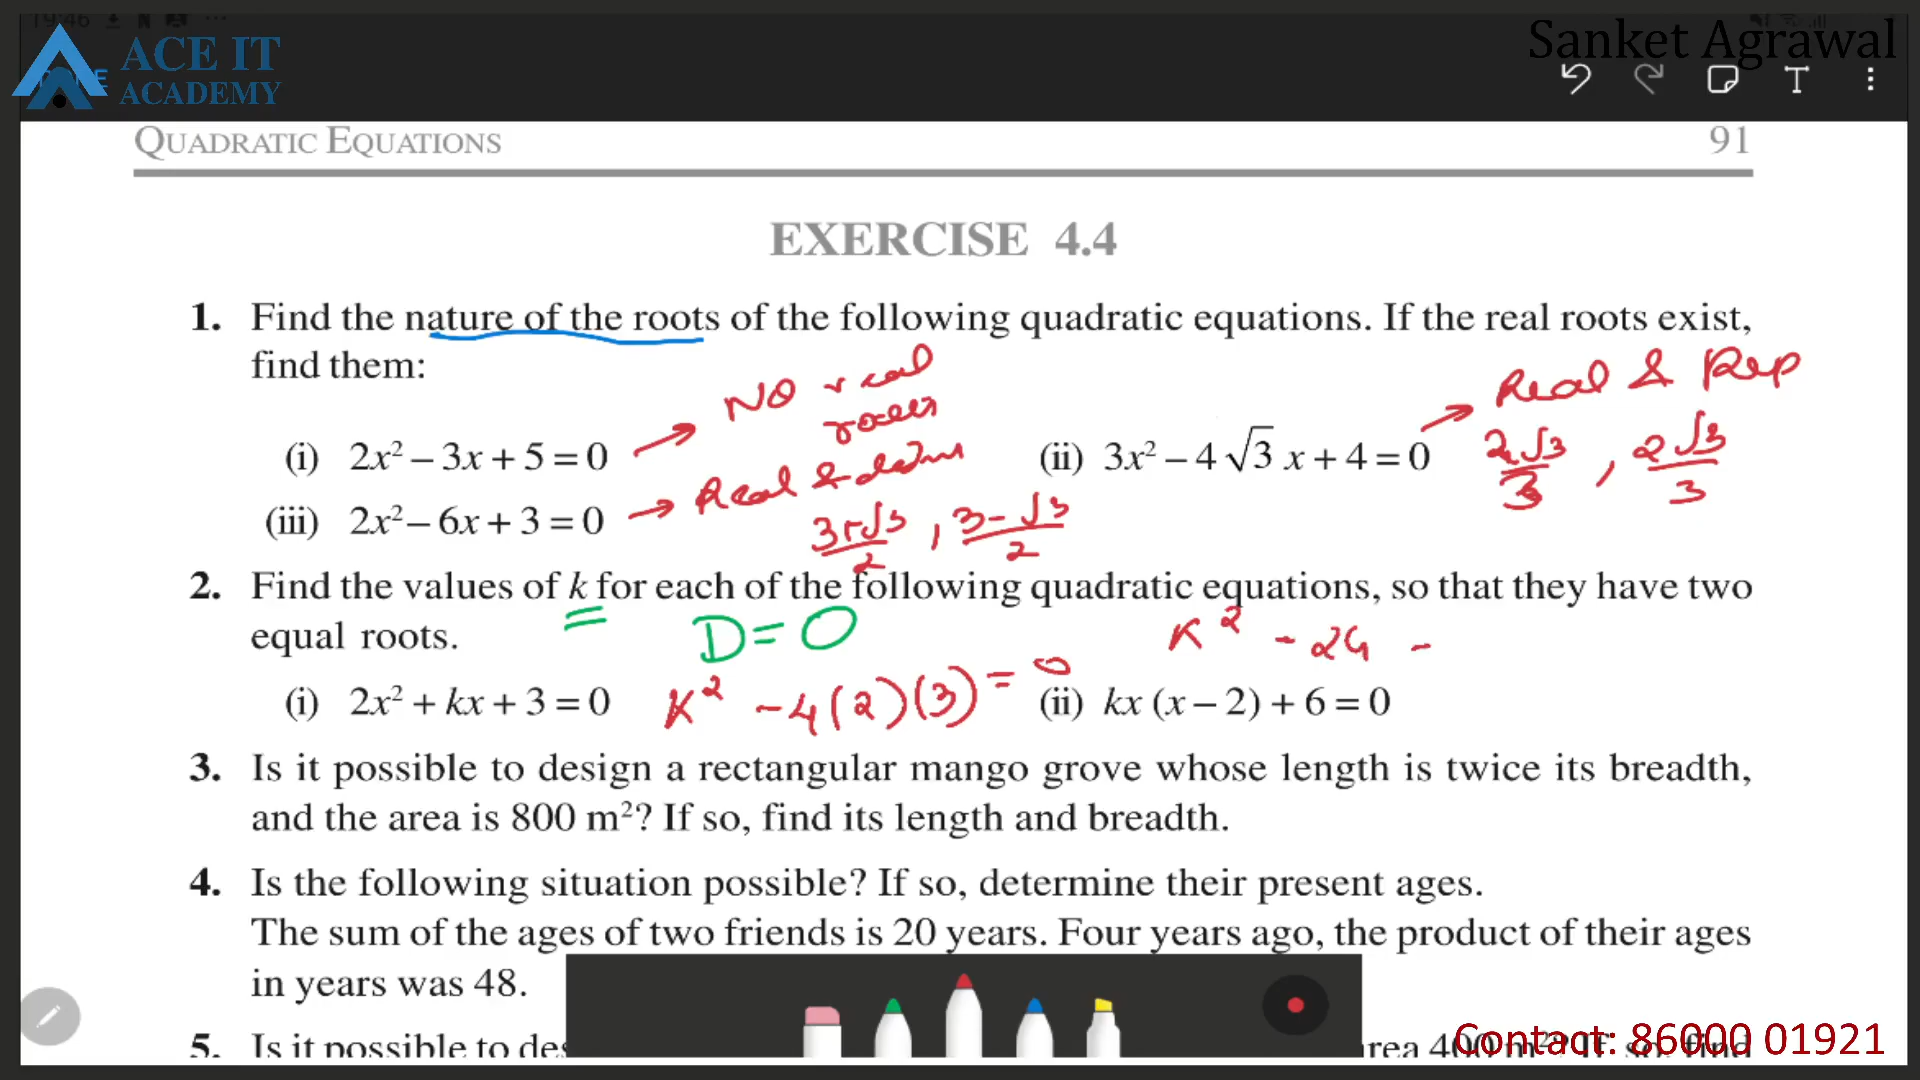 19:46
ACE IT
ACADEMY
Sanket Agrawal
T
QUADRATIC EQUATIONS 91
EXERCISE 4.4
1. Find the nature of the roots of the following quadratic equations. If the real roots exist,
find them:
No real
roots
Real & Rep
(i) 2x² – 3x + 5 = 0
(ii) 3x² – 4√3 x + 4 = 0
2√3/3 , 2√3/3
(iii) 2x² – 6x + 3 = 0
Real &
3+√3/2 , 3-√3/2
2. Find the values of k for each of the following quadratic equations, so that they have two
equal roots.
D = 0
K² - 24 -
(i) 2x² + kx + 3 = 0
K² - 4(2)(3) = 0
(ii) kx (x – 2) + 6 = 0
3. Is it possible to design a rectangular mango grove whose length is twice its breadth,
and the area is 800 m²? If so, find its length and breadth.
4. Is the following situation possible? If so, determine their present ages.
The sum of the ages of two friends is 20 years. Four years ago, the product of their ages
in years was 48.
5. Is it possible to des
rea 400 m²? If so, find
Contact: 86000 01921